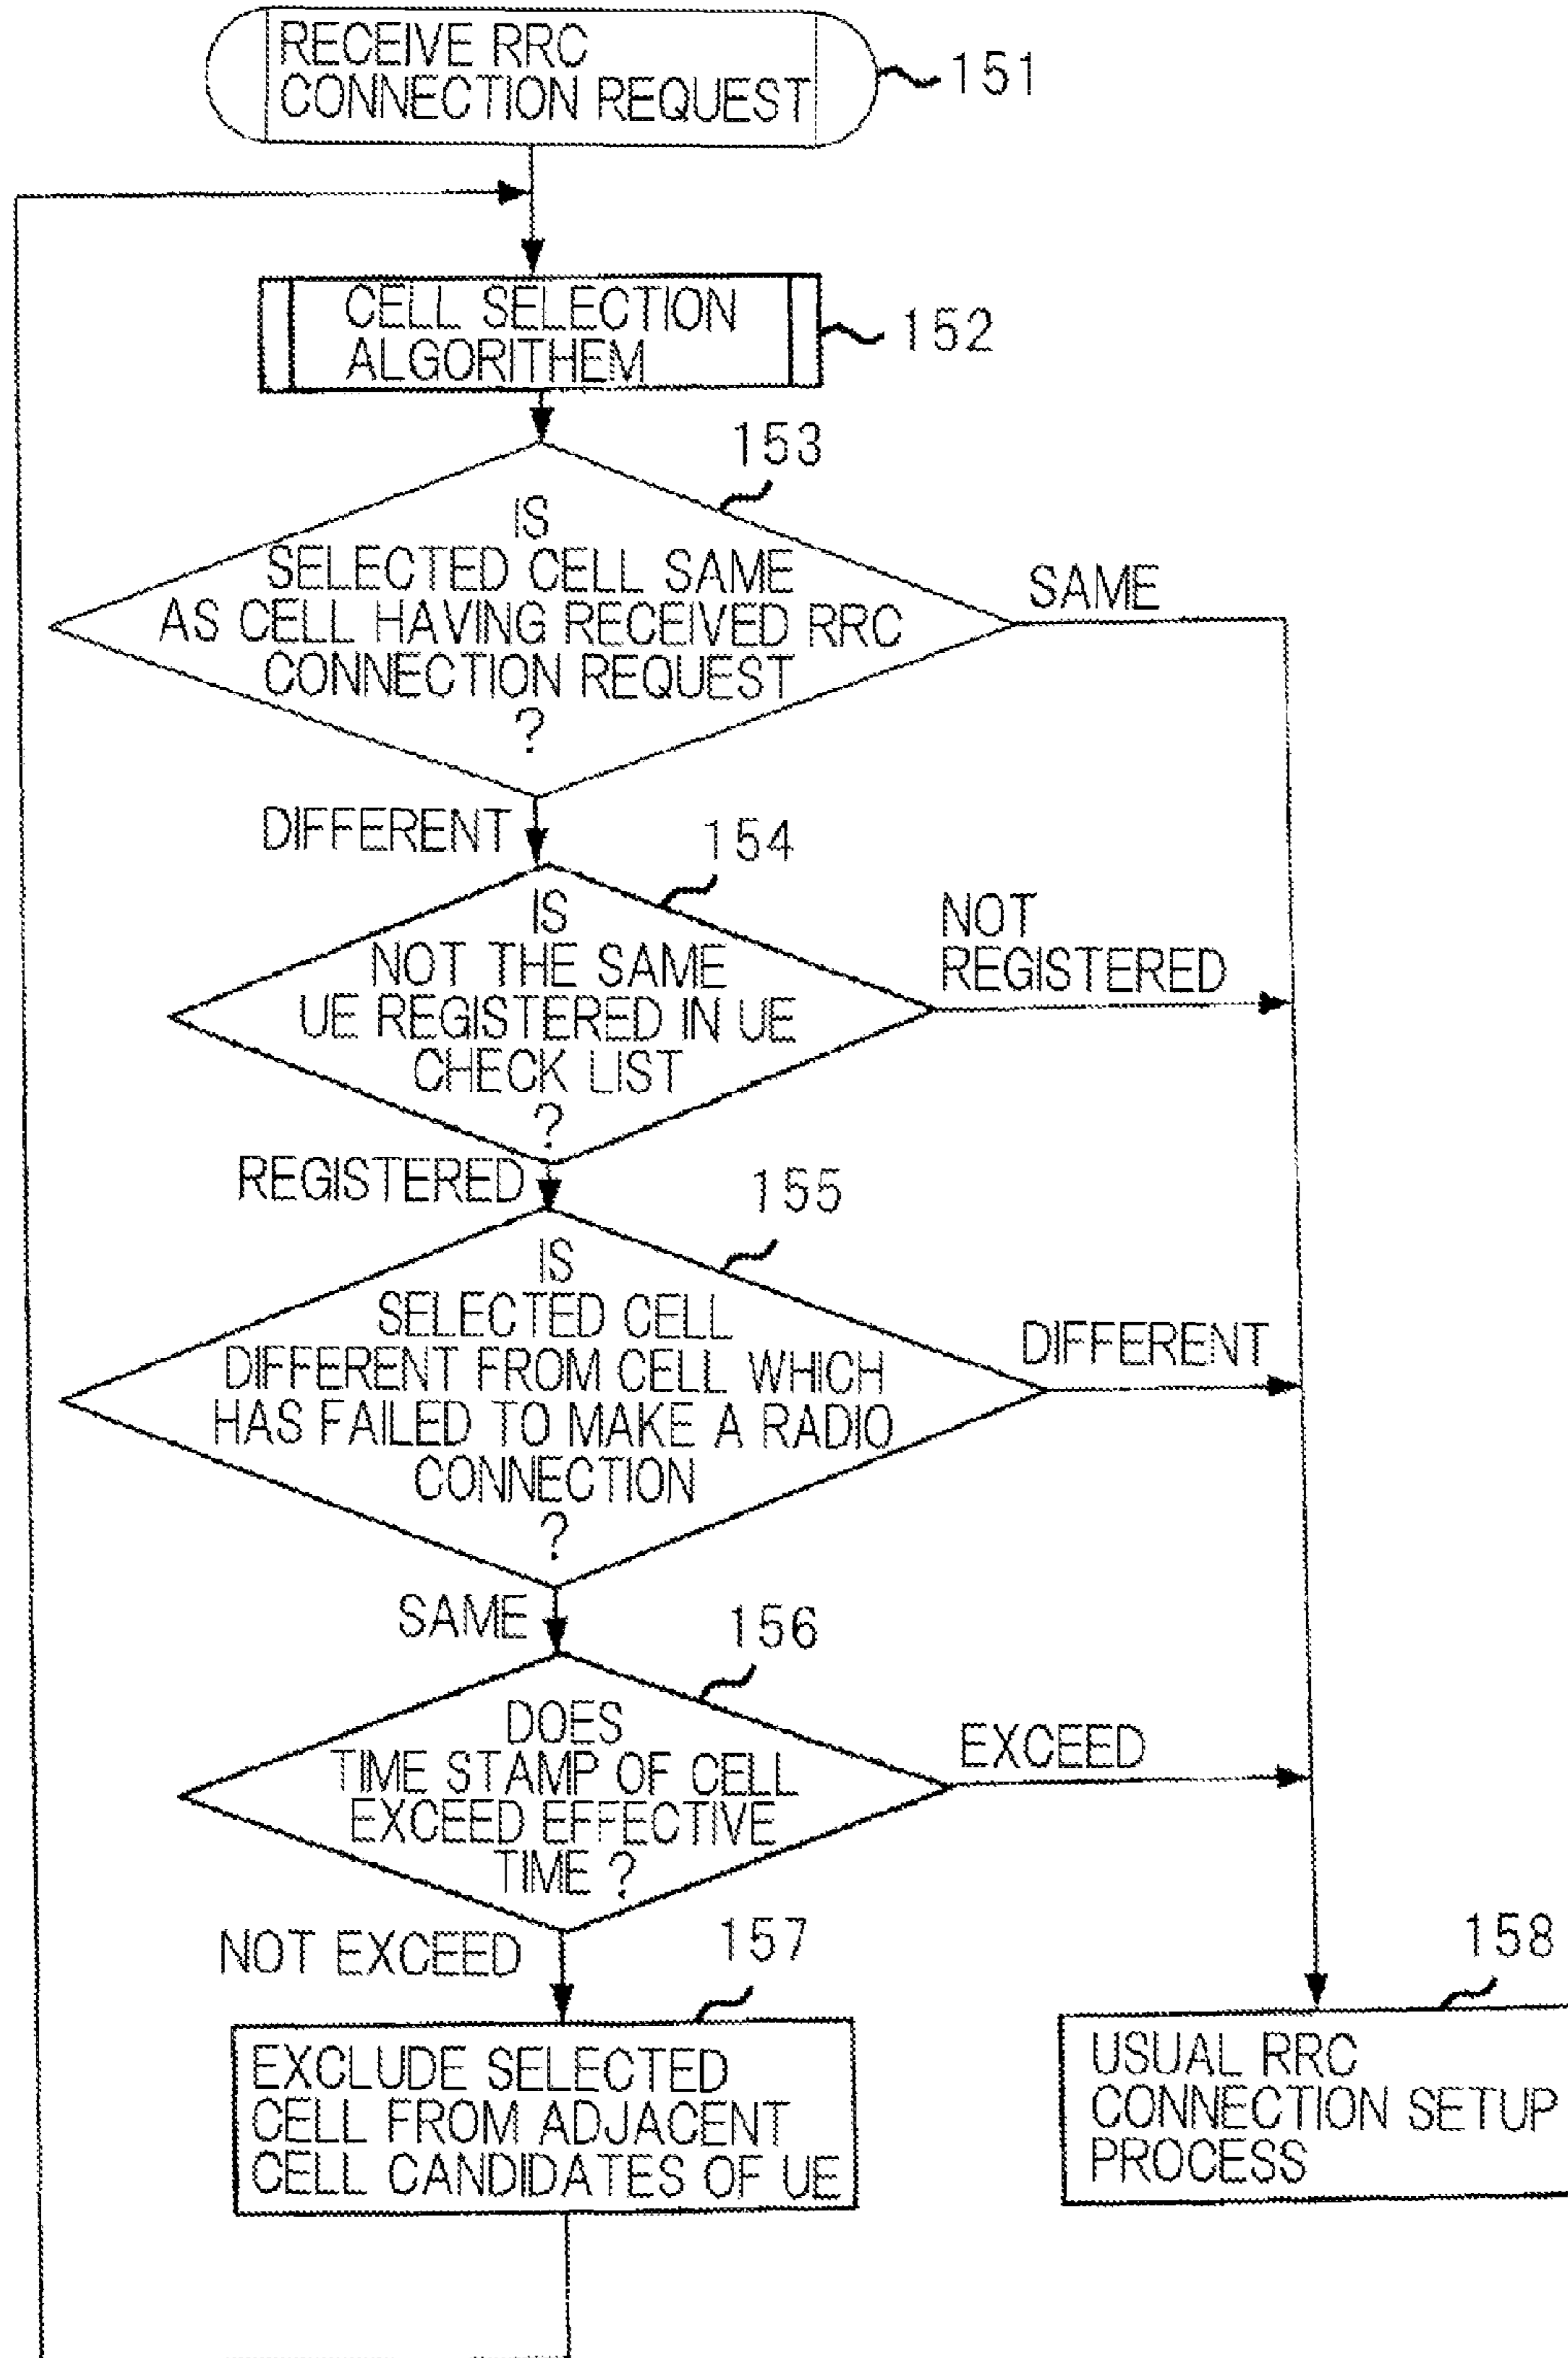 RECEIVE RRC
CONNECTION REQUEST
151
CELL SELECTION
ALGORITHEM
152
153
IS
SELECTED CELL SAME
AS CELL HAVING RECEIVED RRC
CONNECTION REQUEST
?
SAME
DIFFERENT
154
IS
NOT THE SAME
UE REGISTERED IN UE
CHECK LIST
?
NOT
REGISTERED
REGISTERED
155
IS
SELECTED CELL
DIFFERENT FROM CELL WHICH
HAS FAILED TO MAKE A RADIO
CONNECTION
?
DIFFERENT
SAME
156
DOES
TIME STAMP OF CELL
EXCEED EFFECTIVE
TIME ?
EXCEED
NOT EXCEED
157
EXCLUDE SELECTED
CELL FROM ADJACENT
CELL CANDIDATES OF UE
158
USUAL RRC
CONNECTION SETUP
PROCESS